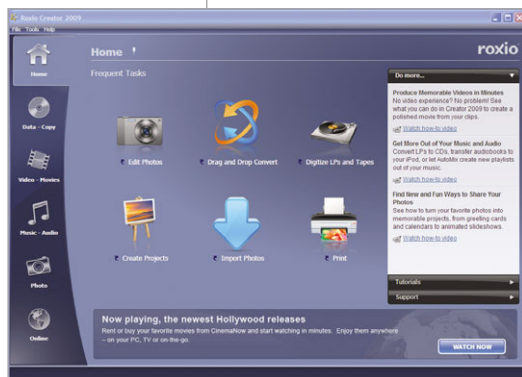 Roxio Creator 2009
File Tools Help
Home
roxio
Home
Data - Copy
Video - Movies
Music - Audio
Photo
Online
Frequent Tasks
Edit Photos
Drag and Drop Convert
Digitize LPs and Tapes
Create Projects
Import Photos
Print
Do more...
Produce Memorable Videos in Minutes
No video experience? No problem! See
what you can do in Creator 2009 to create a
polished movie from your clips.
Watch how-to video
Get More Out of Your Music and Audio
Convert LPs to CDs, transfer audiobooks to
your iPod, or let AutoMix create new playlists
out of your music.
Watch how-to video
Find New and Fun Ways to Share Your
Photos
See how to turn your favorite photos into
memorable projects, from greeting cards
and calendars to animated slideshows.
Watch how-to video
Tutorials
Support
Now playing, the newest Hollywood releases
Rent or buy your favorite movies from CinemaNow and start watching in minutes. Enjoy them anywhere
– on your PC, TV or on-the-go.
WATCH NOW